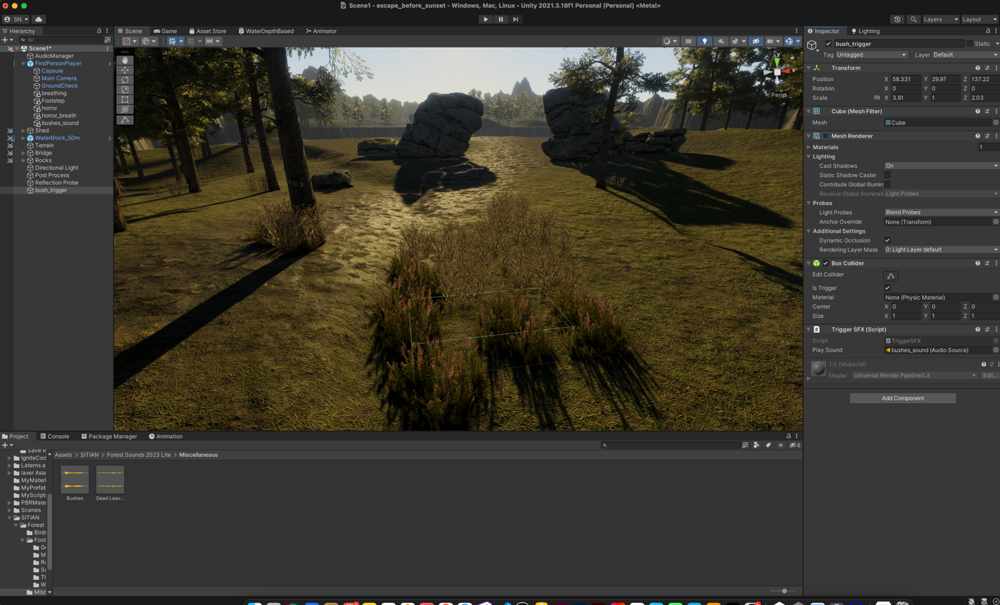 Scene1 - escape_before_sunset - Windows, Mac, Linux - Unity 2021.3.18f1 Personal (Personal) <Metal>
SN
Layers
Layout
Hierarchy
Scene
Game
Asset Store
WaterDepthBased
Animator
Inspector
Lighting
All
2D
Scene1*
AudioManager
FirstPersonPlayer
Capsule
Main Camera
GroundCheck
breathing
Footstep
horror
horror_breath
bushes_sound
Shed
WaterBlock_50m
Terrain
Bridge
Rocks
Directional Light
Post Process
Reflection Probe
bush_trigger
x
Persp
bush_trigger
Static
Tag Untagged
Layer Default
Transform
Position X 58.331 Y 29.97 Z 137.22
Rotation X 0 Y 0 Z 0
Scale X 3.91 Y 1 Z 2.03
Cube (Mesh Filter)
Mesh Cube
Mesh Renderer
Materials 1
Lighting
Cast Shadows On
Static Shadow Caster
Contribute Global Illumin
Receive Global Illuminati Light Probes
Probes
Light Probes Blend Probes
Anchor Override None (Transform)
Additional Settings
Dynamic Occlusion
Rendering Layer Mask 0: Light Layer default
Box Collider
Edit Collider
Is Trigger
Material None (Physic Material)
Center X 0 Y 0 Z 0
Size X 1 Y 1 Z 1
Trigger SFX (Script)
Script TriggerSFX
Play Sound bushes_sound (Audio Source)
Lit (Material)
Shader Universal Render Pipeline/Lit Edit...
Add Component
Project
Console
Package Manager
Animation
8
Save R
IgniteCod
Laterns a
laxer Asse
MyMateri
MyPrefab
MyScripts
PBRMate
Scenes
SITIAN
Forest
Birds
Foot
Misc
Assets > SITIAN > Forest Sounds 2023 Lite > Miscellaneous
Bushes
Dead Leav...